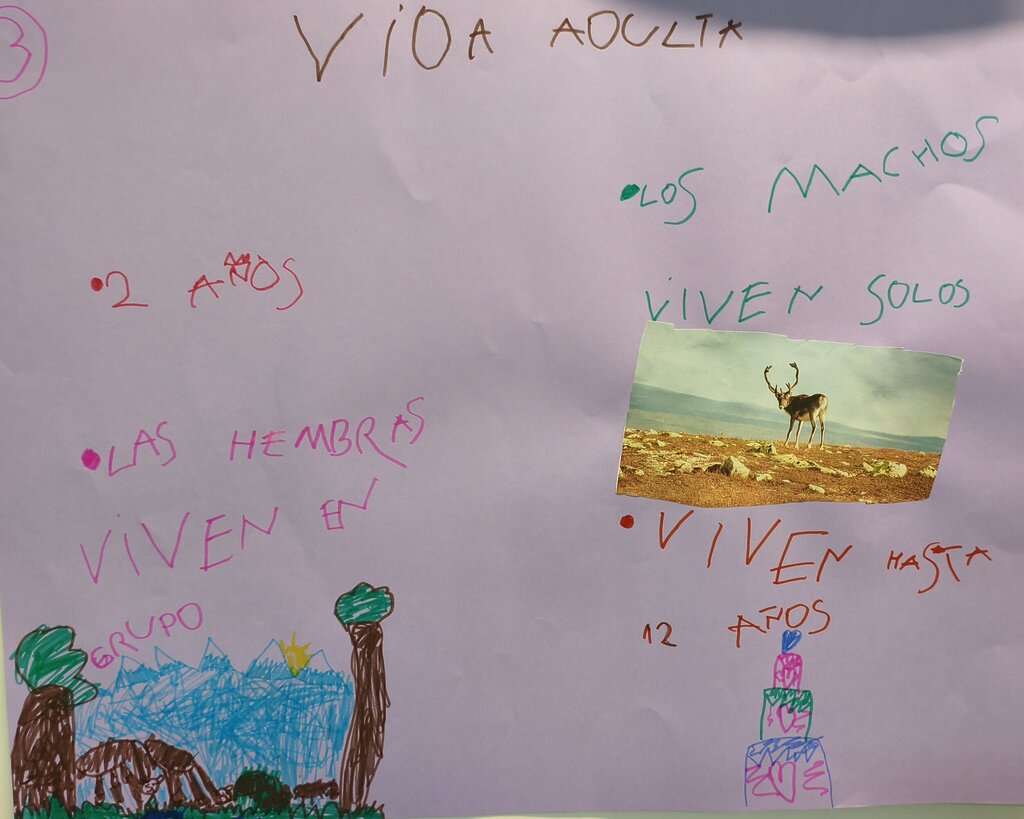 3
VIDA ADULTA
•2 AÑOS
•LAS HEMBRAS
VIVEN EN
GRUPO
•LOS MACHOS
VIVEN SOLOS
•VIVEN HASTA
12 AÑOS